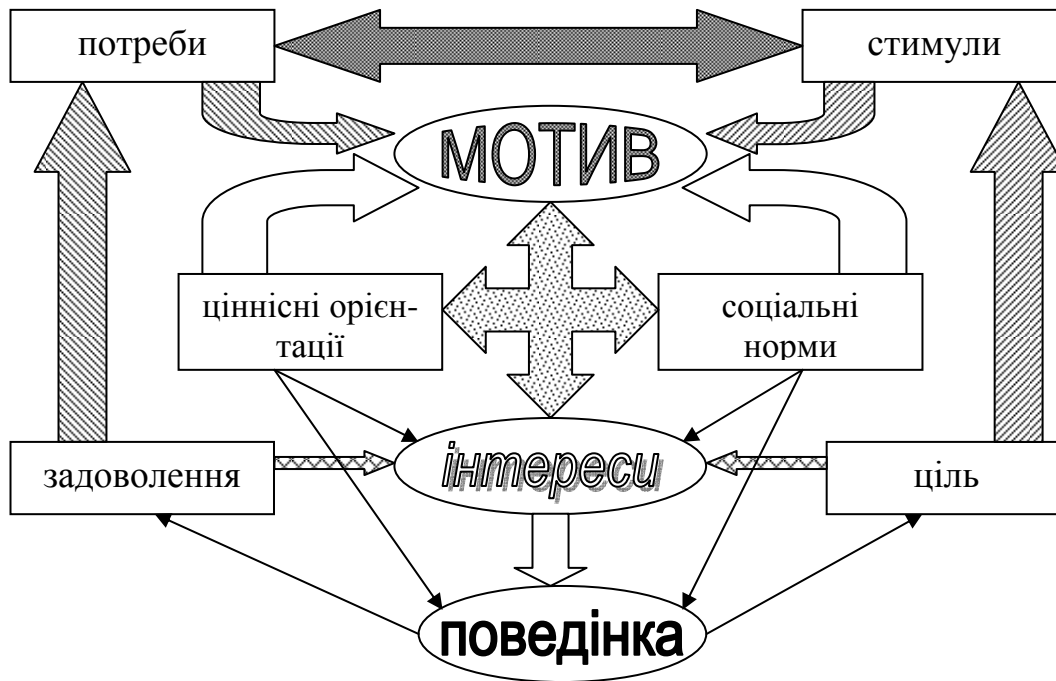 потреби
стимули
МОТИВ
ціннісні орієн-
тації
соціальні
норми
задоволення
інтереси
ціль
поведінка